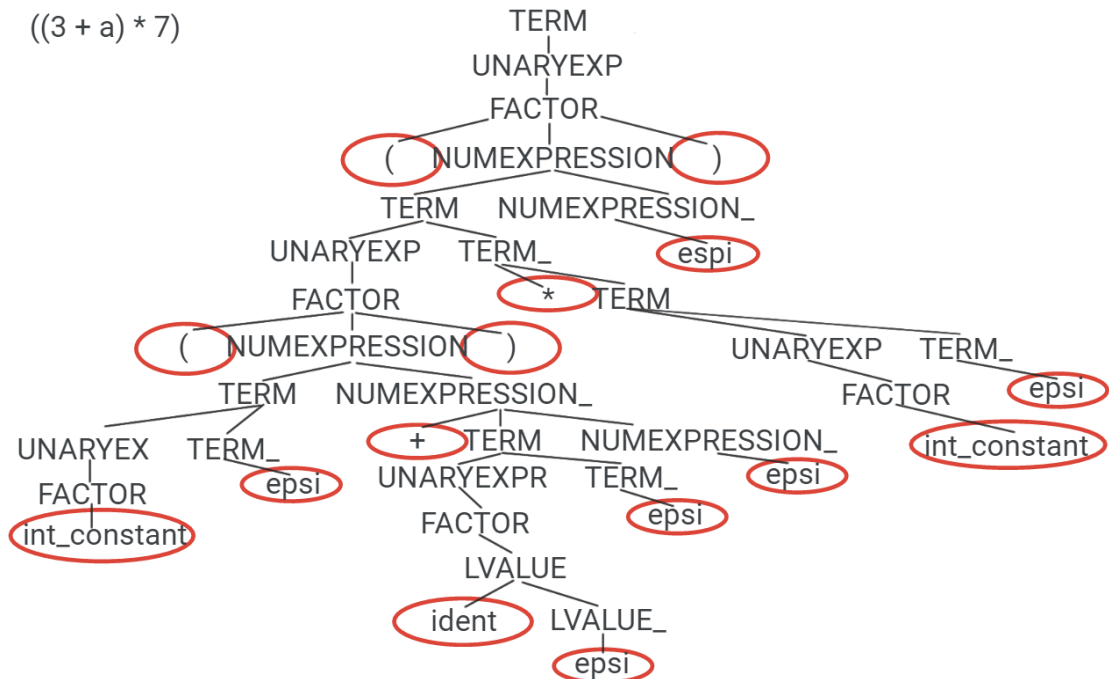 ((3 + a) * 7)
TERM
UNARYEXP
FACTOR
( NUMEXPRESSION )
TERM NUMEXPRESSION_
UNARYEXP TERM_ espi
FACTOR * TERM
( NUMEXPRESSION ) UNARYEXP TERM_
TERM NUMEXPRESSION_ FACTOR epsi
UNARYEX TERM_ + TERM NUMEXPRESSION_ int_constant
FACTOR epsi UNARYEXPR TERM_ epsi
int_constant FACTOR epsi
LVALUE
ident LVALUE_
epsi